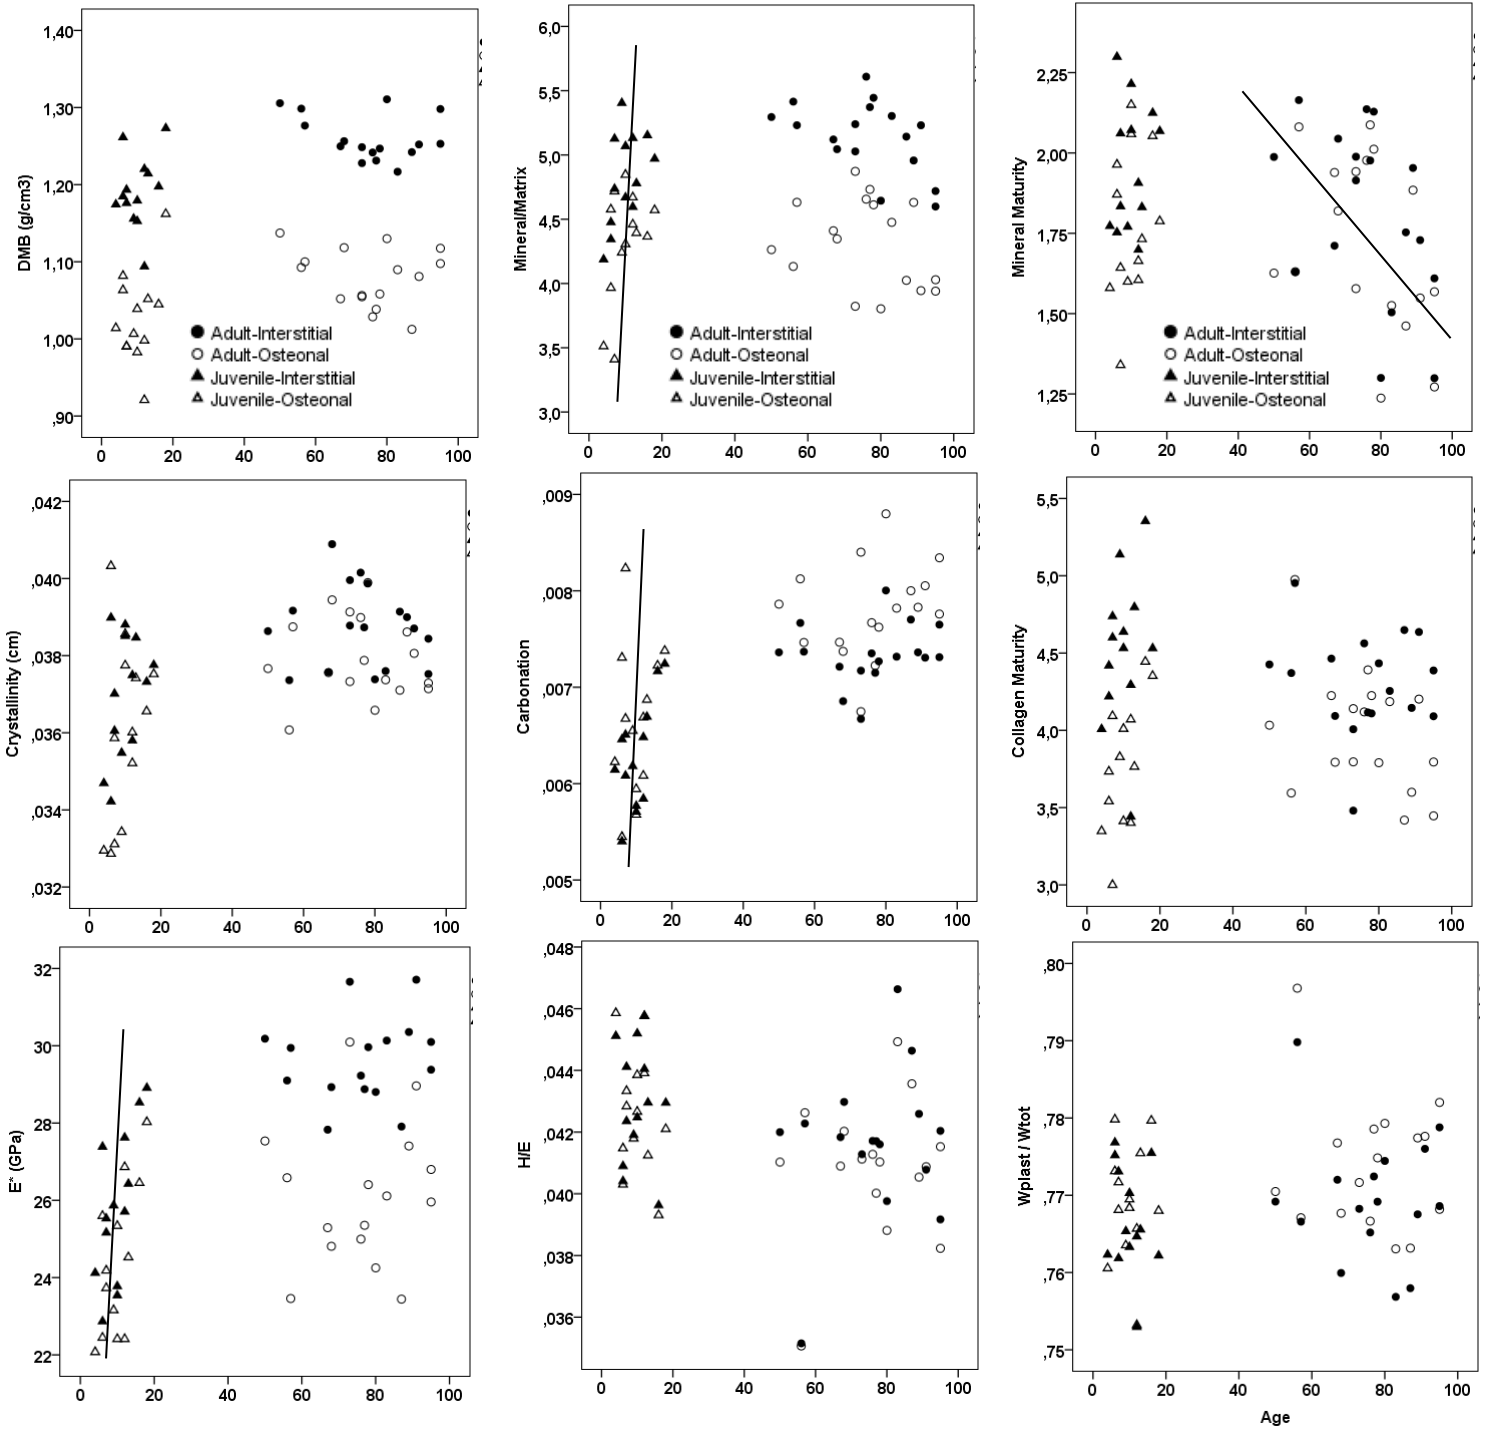 1,40
1,30
1,20
1,10
1,00
,90
DMB (g/cm3)
Adult-Interstitial
Adult-Osteonal
Juvenile-Interstitial
Juvenile-Osteonal
0 20 40 60 80 100
6,0
5,5
5,0
4,5
4,0
3,5
3,0
Mineral/Matrix
Adult-Interstitial
Adult-Osteonal
Juvenile-Interstitial
Juvenile-Osteonal
0 20 40 60 80 100
2,25
2,00
1,75
1,50
1,25
Mineral Maturity
Adult-Interstitial
Adult-Osteonal
Juvenile-Interstitial
Juvenile-Osteonal
0 20 40 60 80 100
,042
,040
,038
,036
,034
,032
Crystallinity (cm)
0 20 40 60 80 100
,009
,008
,007
,006
,005
Carbonation
0 20 40 60 80 100
5,5
5,0
4,5
4,0
3,5
3,0
Collagen Maturity
0 20 40 60 80 100
32
30
28
26
24
22
E* (GPa)
0 20 40 60 80 100
,048
,046
,044
,042
,040
,038
,036
H/E
0 20 40 60 80 100
,80
,79
,78
,77
,76
,75
Wplast / Wtot
0 20 40 60 80 100
Age